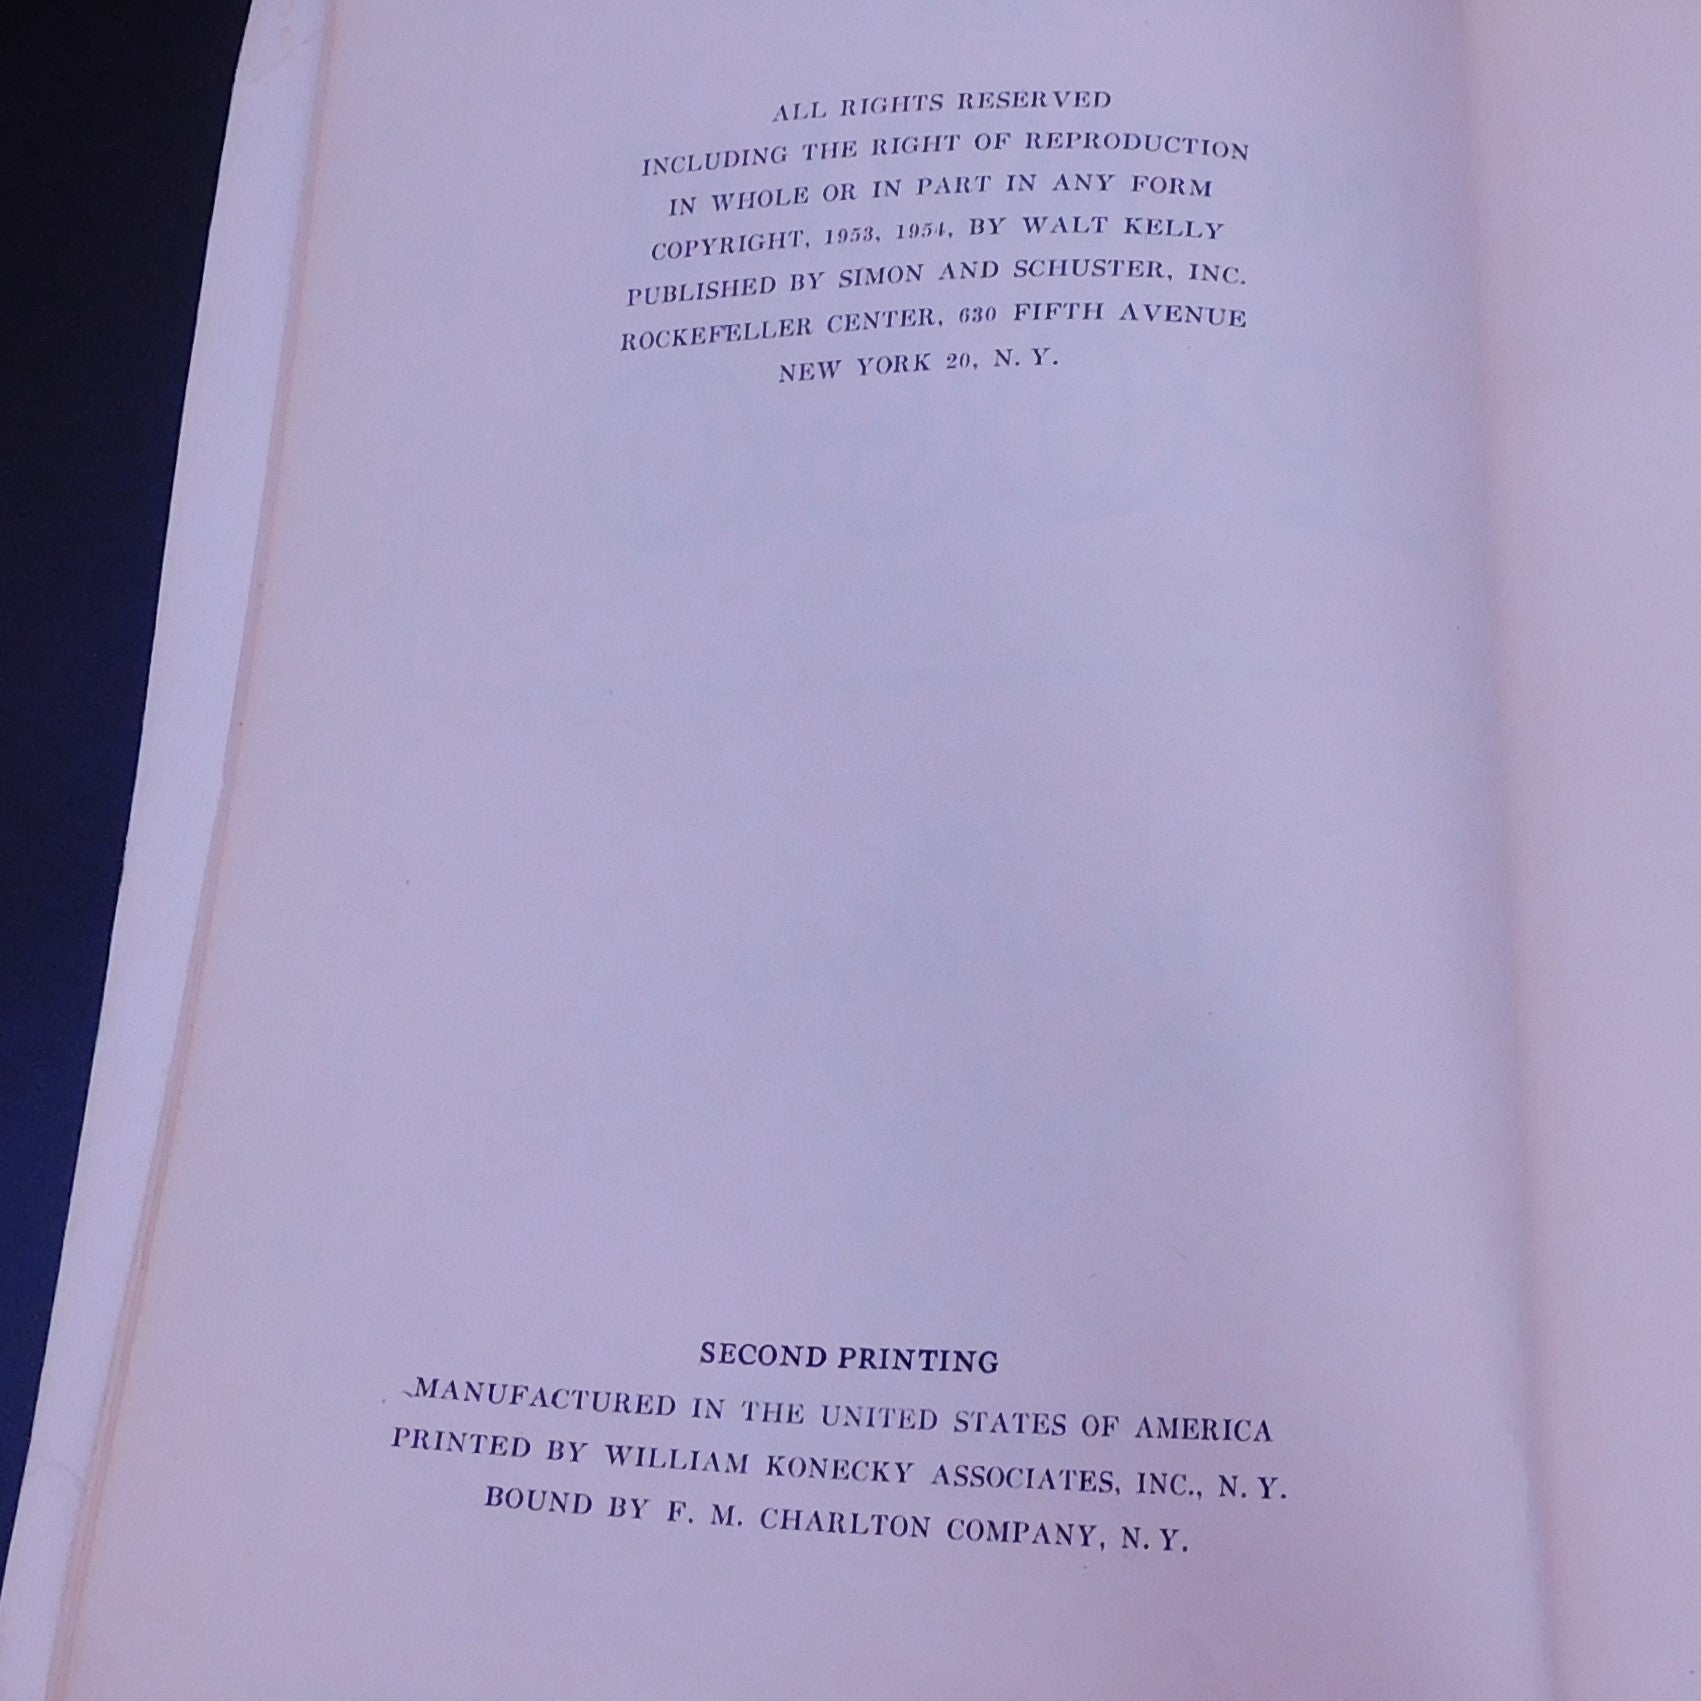 ALL RIGHTS RESERVED
INCLUDING THE RIGHT OF REPRODUCTION
IN WHOLE OR IN PART IN ANY FORM
COPYRIGHT, 1953, 1954, BY WALT KELLY
PUBLISHED BY SIMON AND SCHUSTER, INC.
ROCKEFELLER CENTER, 630 FIFTH AVENUE
NEW YORK 20, N. Y.
SECOND PRINTING
MANUFACTURED IN THE UNITED STATES OF AMERICA
PRINTED BY WILLIAM KONECKY ASSOCIATES, INC., N. Y.
BOUND BY F. M. CHARLTON COMPANY, N. Y.